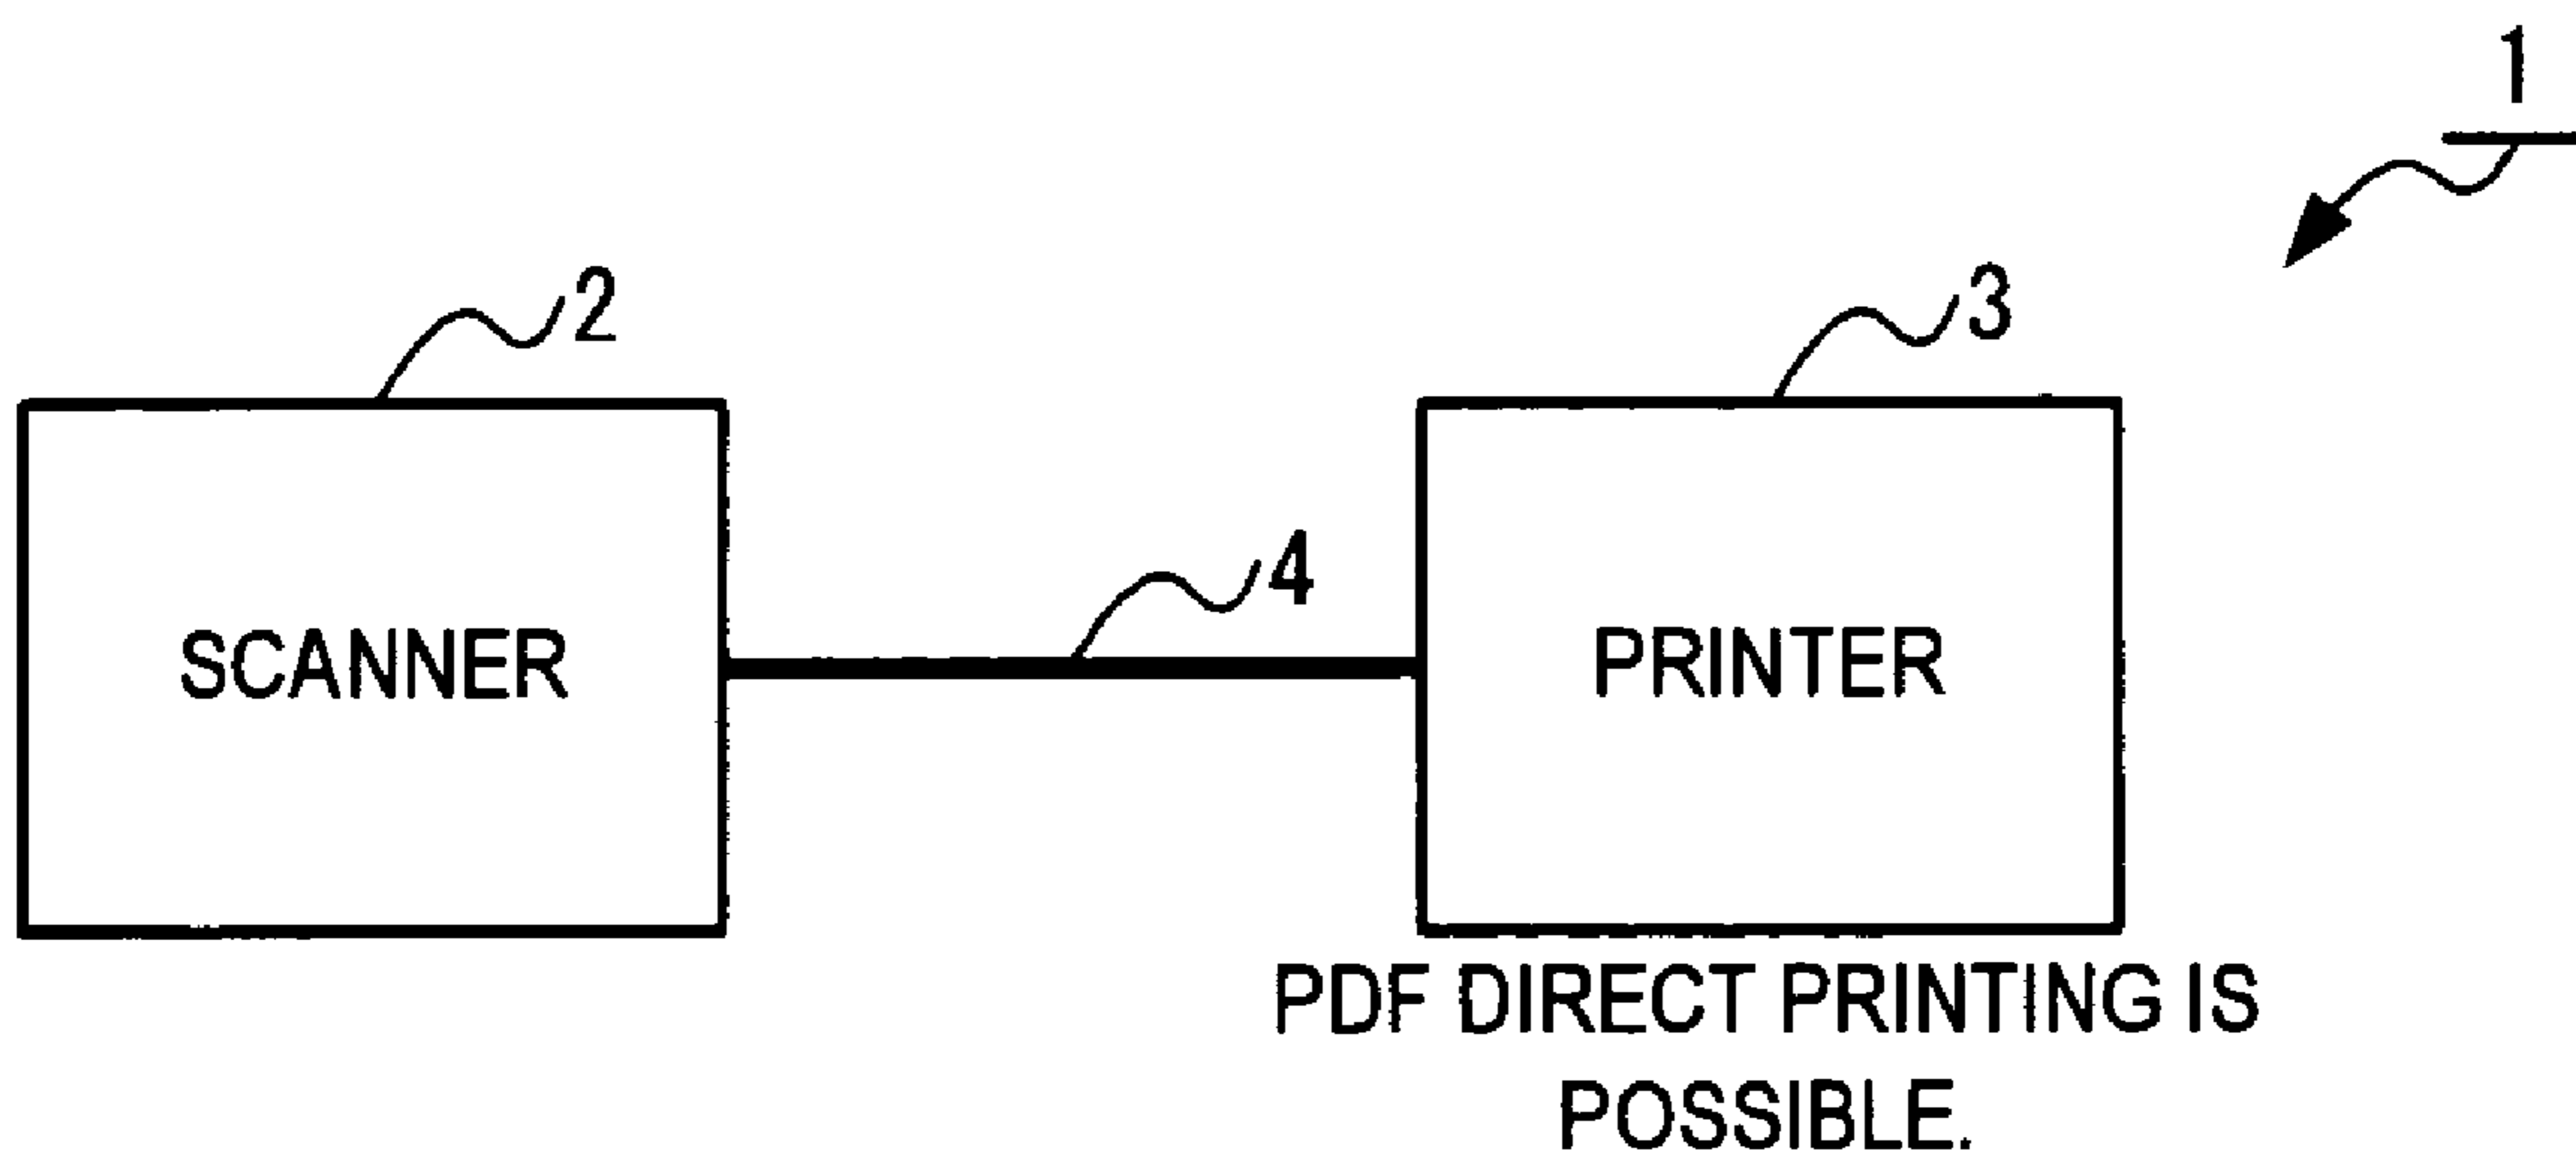 1
2
3
4
SCANNER
PRINTER
PDF DIRECT PRINTING IS
POSSIBLE.